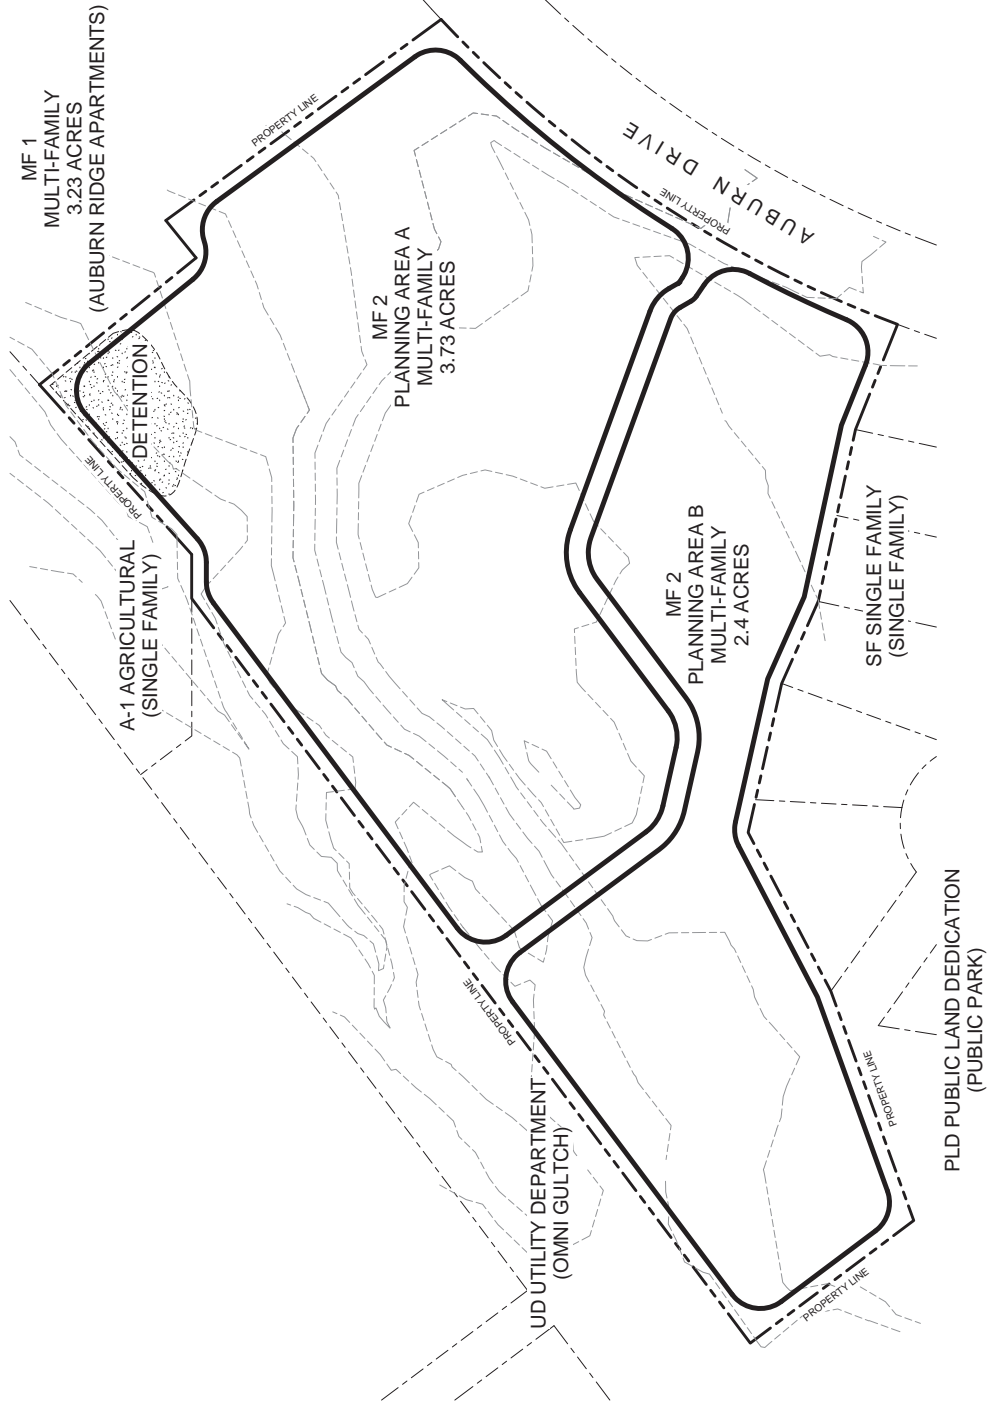 MF 1
MULTI-FAMILY
3.23 ACRES
(AUBURN RIDGE APARTMENTS)
PROPERTY LINE
AUBURN DRIVE
PROPERTY LINE
MF 2
PLANNING AREA A
MULTI-FAMILY
3.73 ACRES
DETENTION
PROPERTY LINE
A-1 AGRICULTURAL
(SINGLE FAMILY)
MF 2
PLANNING AREA B
MULTI-FAMILY
2.4 ACRES
SF SINGLE FAMILY
(SINGLE FAMILY)
PROPERTY LINE
UD UTILITY DEPARTMENT
(OMNI GULTCH)
PROPERTY LINE
PLD PUBLIC LAND DEDICATION
(PUBLIC PARK)
PROPERTY LINE